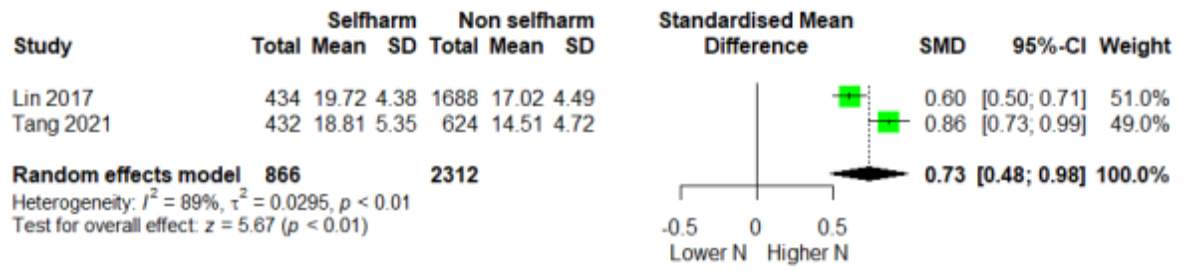 Selfharm Non selfharm Standardised Mean
Study Total Mean SD Total Mean SD Difference SMD 95%-CI Weight
Lin 2017 434 19.72 4.38 1688 17.02 4.49 0.60 [0.50; 0.71] 51.0%
Tang 2021 432 18.81 5.35 624 14.51 4.72 0.86 [0.73; 0.99] 49.0%
Random effects model 866 2312 0.73 [0.48; 0.98] 100.0%
Heterogeneity: I² = 89%, τ² = 0.0295, p < 0.01
Test for overall effect: z = 5.67 (p < 0.01)
-0.5 0 0.5
Lower N Higher N